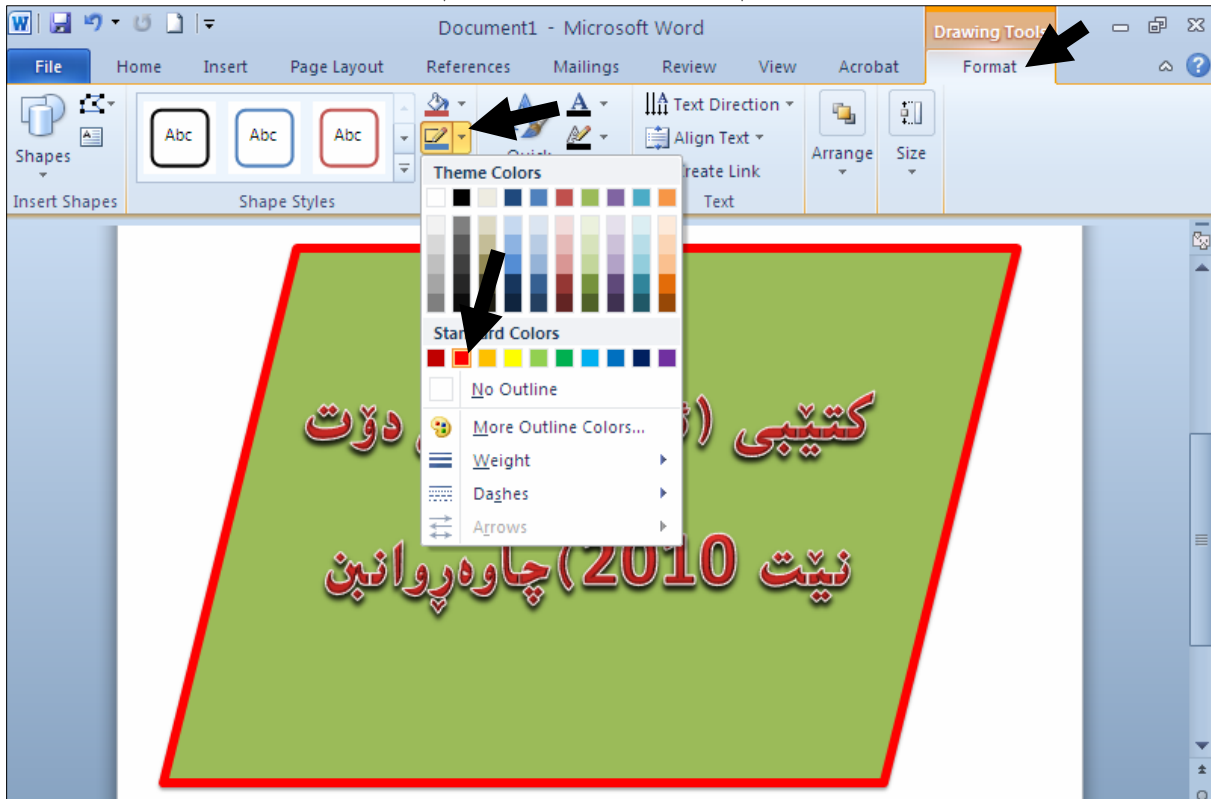 Document1 - Microsoft Word
Drawing Tools
File Home Insert Page Layout References Mailings Review View Acrobat Format
Shapes
Abc Abc Abc
Text Direction
Align Text
Create Link
Arrange
Size
Insert Shapes
Shape Styles
Text
Theme Colors
Standard Colors
No Outline
More Outline Colors...
Weight
Dashes
Arrows
کتێبی ( دۆت
نێت 2010)چاوەڕوانبن